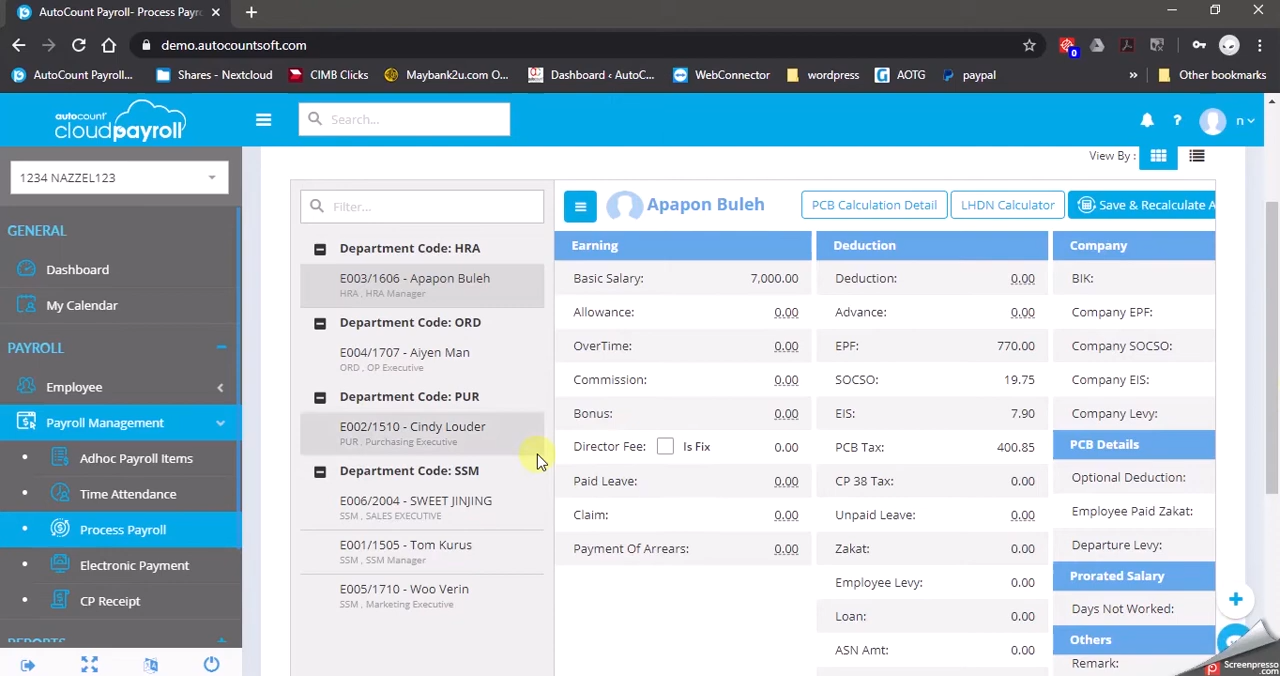 AutoCount Payroll- Process Payr
demo.autocountsoft.com
0
AutoCount Payroll...
Shares - Nextcloud
CIMB Clicks
Maybank2u.com O...
Dashboard ‹ AutoC...
WebConnector
wordpress
AOTG
paypal
»
Other bookmarks
autocount
cloudpayroll
Search...
?
n
1234 NAZZEL123
GENERAL
Dashboard
My Calendar
PAYROLL
Employee
Payroll Management
Adhoc Payroll Items
Time Attendance
Process Payroll
Electronic Payment
CP Receipt
REPORTS
View By :
Filter...
Department Code: HRA
E003/1606 - Apapon Buleh
HRA , HRA Manager
Department Code: ORD
E004/1707 - Aiyen Man
ORD , OP Executive
Department Code: PUR
E002/1510 - Cindy Louder
PUR , Purchasing Executive
Department Code: SSM
E006/2004 - SWEET JINJING
SSM , SALES EXECUTIVE
E001/1505 - Tom Kurus
SSM , SSM Manager
E005/1710 - Woo Verin
SSM , Marketing Executive
Apapon Buleh
PCB Calculation Detail
LHDN Calculator
Save & Recalculate A
Earning
Basic Salary: 7,000.00
Allowance: 0.00
OverTime: 0.00
Commission: 0.00
Bonus: 0.00
Director Fee: Is Fix 0.00
Paid Leave: 0.00
Claim: 0.00
Payment Of Arrears: 0.00
Deduction
Deduction: 0.00
Advance: 0.00
EPF: 770.00
SOCSO: 19.75
EIS: 7.90
PCB Tax: 400.85
CP 38 Tax: 0.00
Unpaid Leave: 0.00
Zakat: 0.00
Employee Levy: 0.00
Loan: 0.00
ASN Amt: 0.00
Company
BIK:
Company EPF:
Company SOCSO:
Company EIS:
Company Levy:
PCB Details
Optional Deduction:
Employee Paid Zakat:
Departure Levy:
Prorated Salary
Days Not Worked:
Others
Remark:
Screenpresso
.com